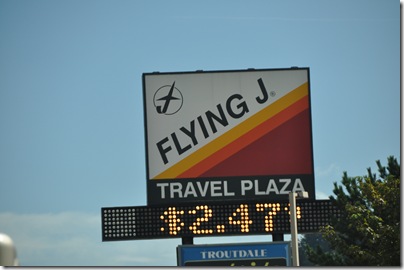 FLYING J®
TRAVEL PLAZA
$2.47
TROUTDALE